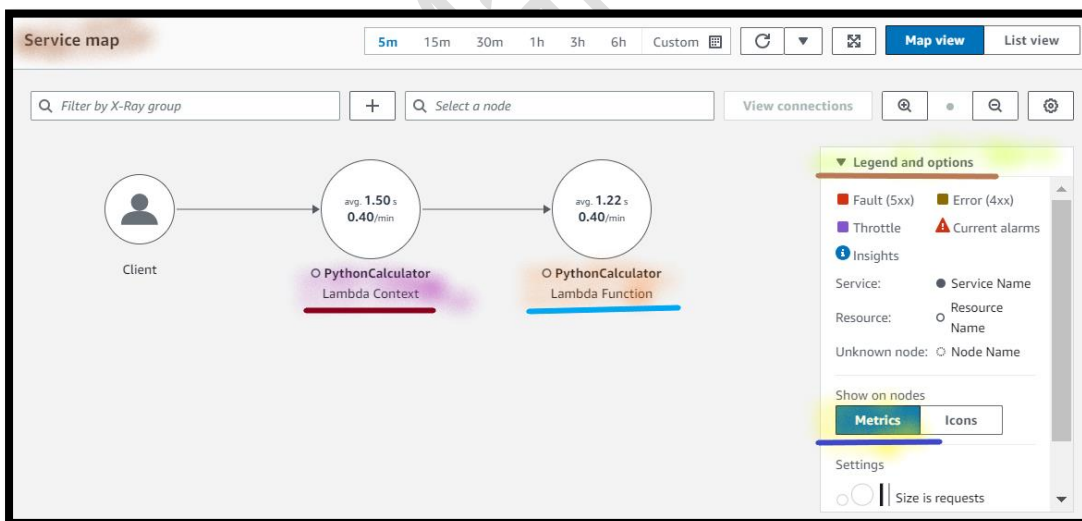 Service map
5m 15m 30m 1h 3h 6h Custom
Map view List view
Filter by X-Ray group
+
Select a node
View connections
Client
avg. 1.50 s
0.40/min
PythonCalculator
Lambda Context
avg. 1.22 s
0.40/min
PythonCalculator
Lambda Function
Legend and options
Fault (5xx) Error (4xx)
Throttle Current alarms
Insights
Service: Service Name
Resource: Resource
Name
Unknown node: Node Name
Show on nodes
Metrics Icons
Settings
Size is requests